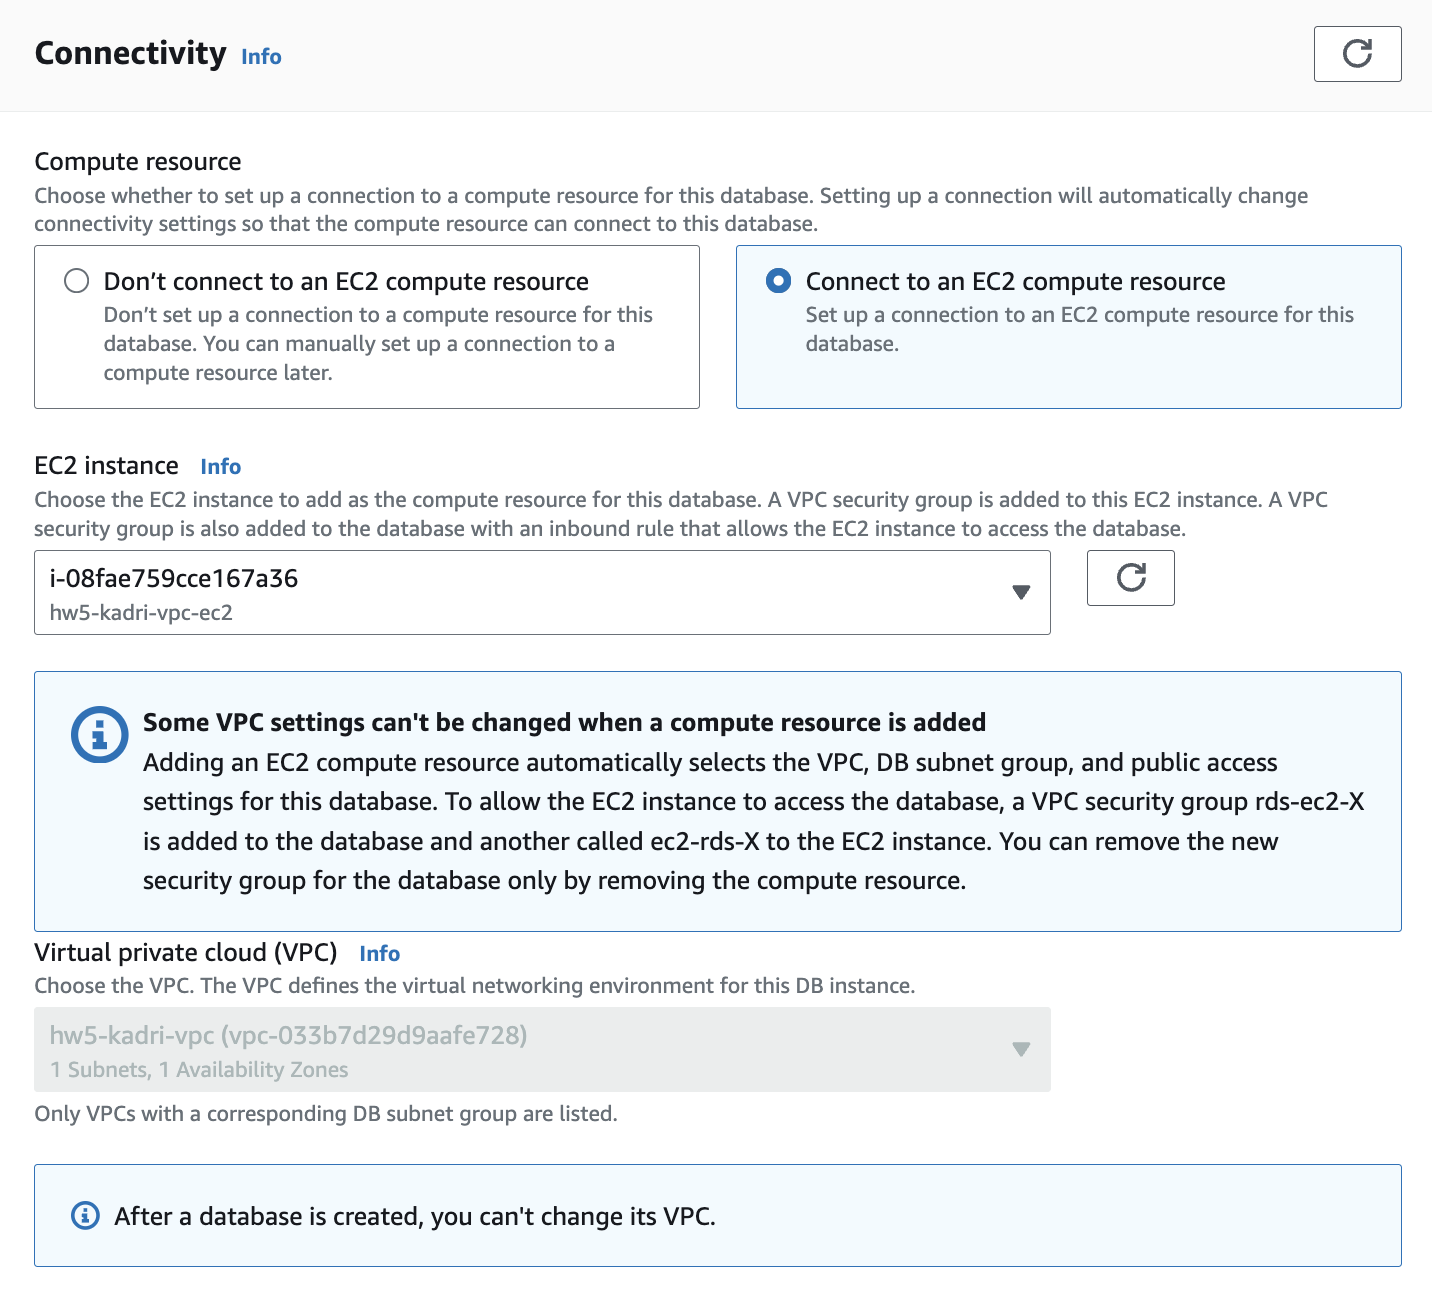 Connectivity Info
Compute resource
Choose whether to set up a connection to a compute resource for this database. Setting up a connection will automatically change
connectivity settings so that the compute resource can connect to this database.
Don’t connect to an EC2 compute resource
Don’t set up a connection to a compute resource for this
database. You can manually set up a connection to a
compute resource later.
Connect to an EC2 compute resource
Set up a connection to an EC2 compute resource for this
database.
EC2 instance Info
Choose the EC2 instance to add as the compute resource for this database. A VPC security group is added to this EC2 instance. A VPC
security group is also added to the database with an inbound rule that allows the EC2 instance to access the database.
i-08fae759cce167a36
hw5-kadri-vpc-ec2
Some VPC settings can't be changed when a compute resource is added
Adding an EC2 compute resource automatically selects the VPC, DB subnet group, and public access
settings for this database. To allow the EC2 instance to access the database, a VPC security group rds-ec2-X
is added to the database and another called ec2-rds-X to the EC2 instance. You can remove the new
security group for the database only by removing the compute resource.
Virtual private cloud (VPC) Info
Choose the VPC. The VPC defines the virtual networking environment for this DB instance.
hw5-kadri-vpc (vpc-033b7d29d9aafe728)
1 Subnets, 1 Availability Zones
Only VPCs with a corresponding DB subnet group are listed.
After a database is created, you can't change its VPC.